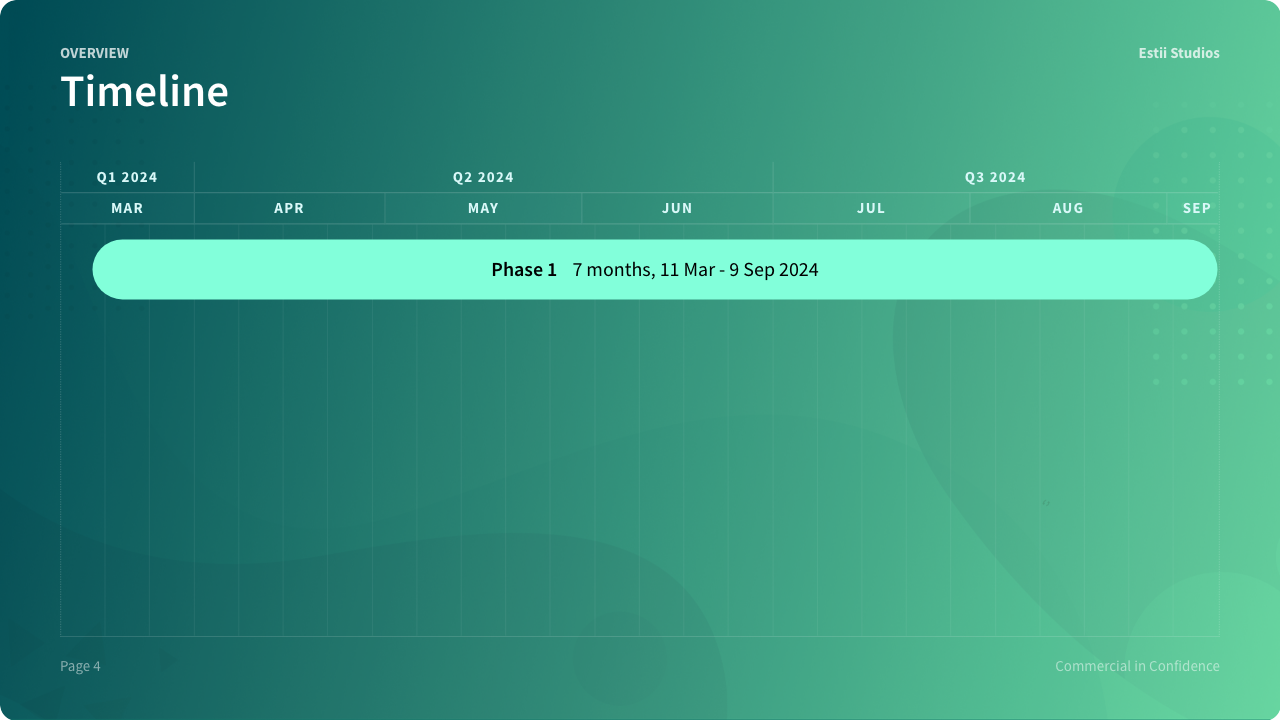 OVERVIEW
Estii Studios
Timeline
Q1 2024 Q2 2024 Q3 2024
MAR APR MAY JUN JUL AUG SEP
Phase 1 7 months, 11 Mar - 9 Sep 2024
Page 4
Commercial in Confidence